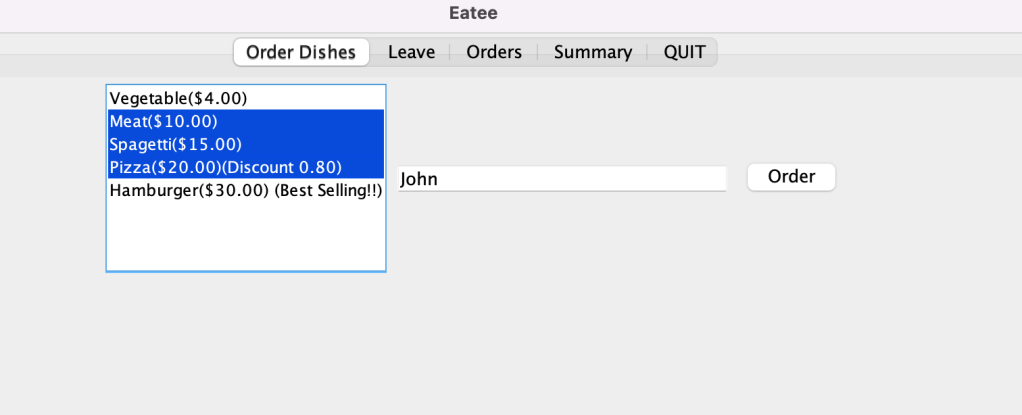 Eatee
Order Dishes Leave Orders Summary QUIT
Vegetable($4.00)
Meat($10.00)
Spagetti($15.00)
Pizza($20.00)(Discount 0.80)
Hamburger($30.00) (Best Selling!!)
John
Order